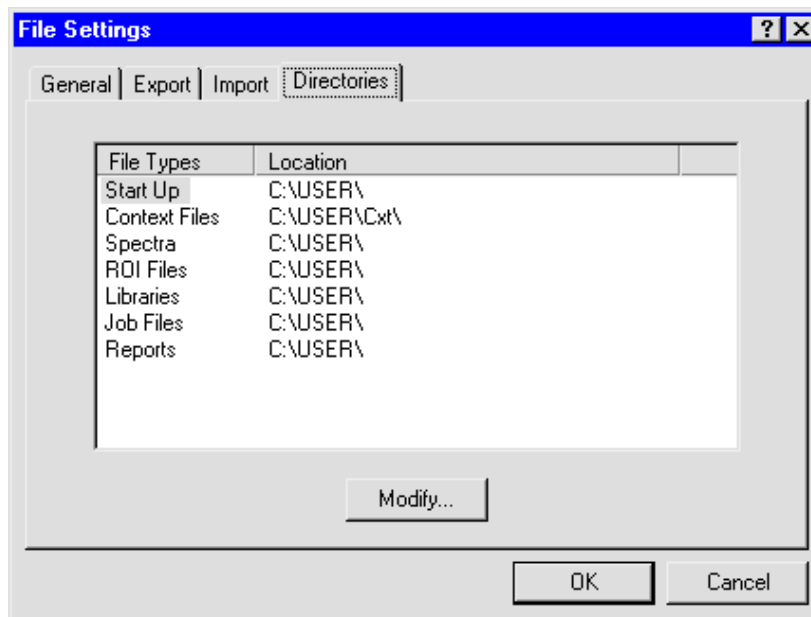 File Settings
General Export Import Directories
File Types Location
Start Up C:\USER\
Context Files C:\USER\Cxt\
Spectra C:\USER\
ROI Files C:\USER\
Libraries C:\USER\
Job Files C:\USER\
Reports C:\USER\
Modify...
OK Cancel